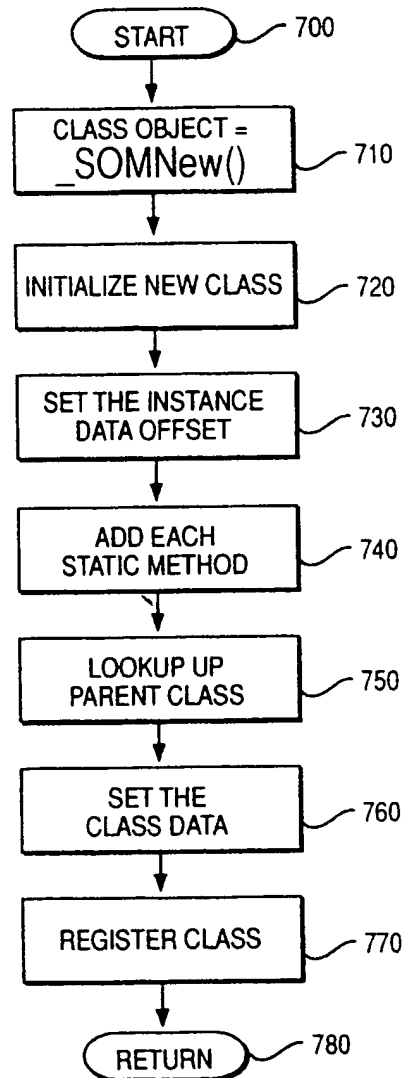 START
700
CLASS OBJECT =
_SOMNew()
710
INITIALIZE NEW CLASS
720
SET THE INSTANCE
DATA OFFSET
730
ADD EACH
STATIC METHOD
740
LOOKUP UP
PARENT CLASS
750
SET THE
CLASS DATA
760
REGISTER CLASS
770
RETURN
780